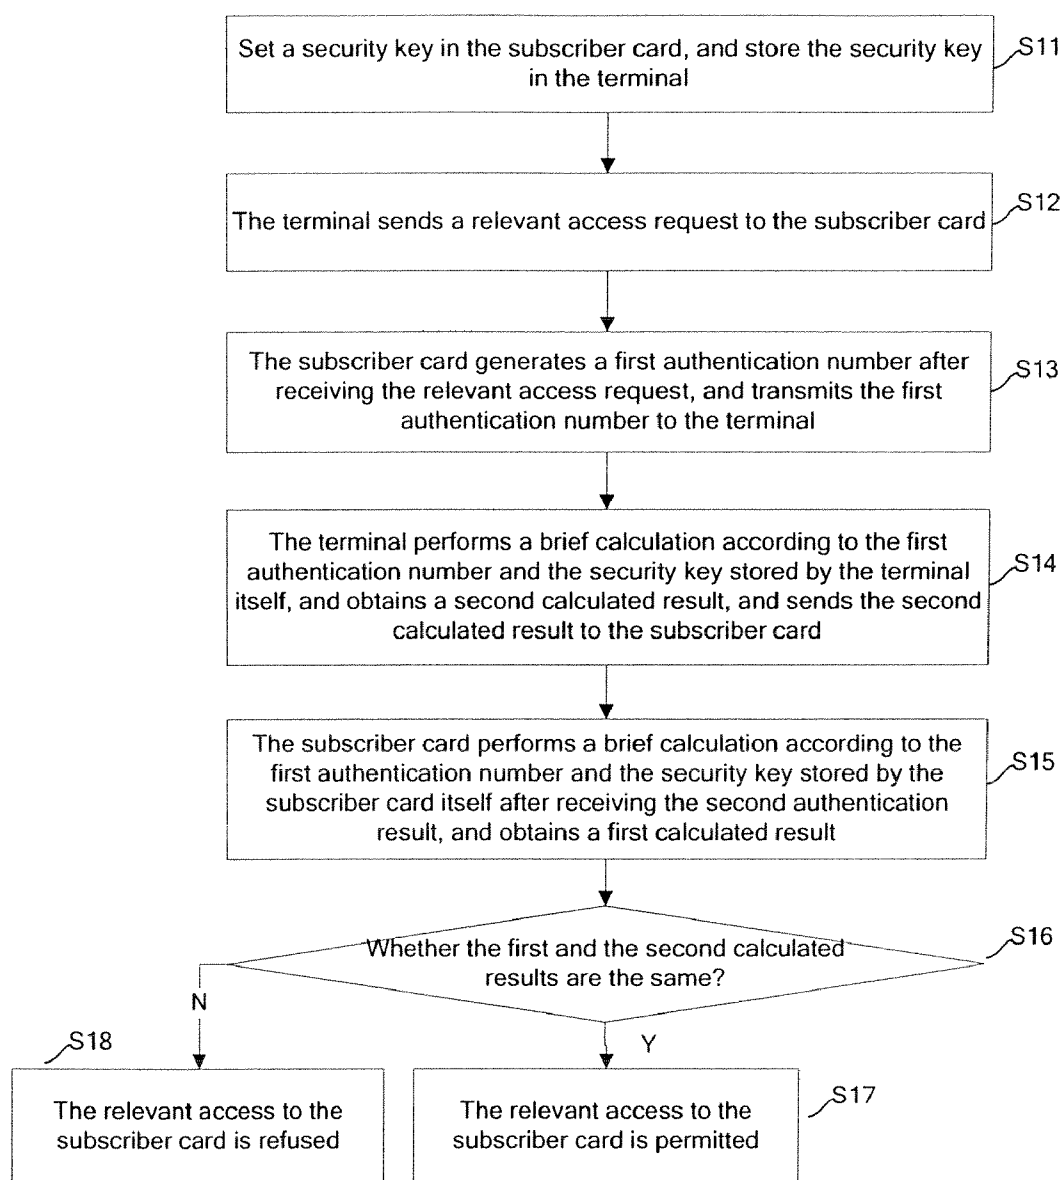 Set a security key in the subscriber card, and store the security key
in the terminal
S11
The terminal sends a relevant access request to the subscriber card
S12
The subscriber card generates a first authentication number after
receiving the relevant access request, and transmits the first
authentication number to the terminal
S13
The terminal performs a brief calculation according to the first
authentication number and the security key stored by the terminal
itself, and obtains a second calculated result, and sends the second
calculated result to the subscriber card
S14
The subscriber card performs a brief calculation according to the
first authentication number and the security key stored by the
subscriber card itself after receiving the second authentication
result, and obtains a first calculated result
S15
Whether the first and the second calculated
results are the same?
S16
N
Y
S18
The relevant access to the
subscriber card is refused
The relevant access to the
subscriber card is permitted
S17